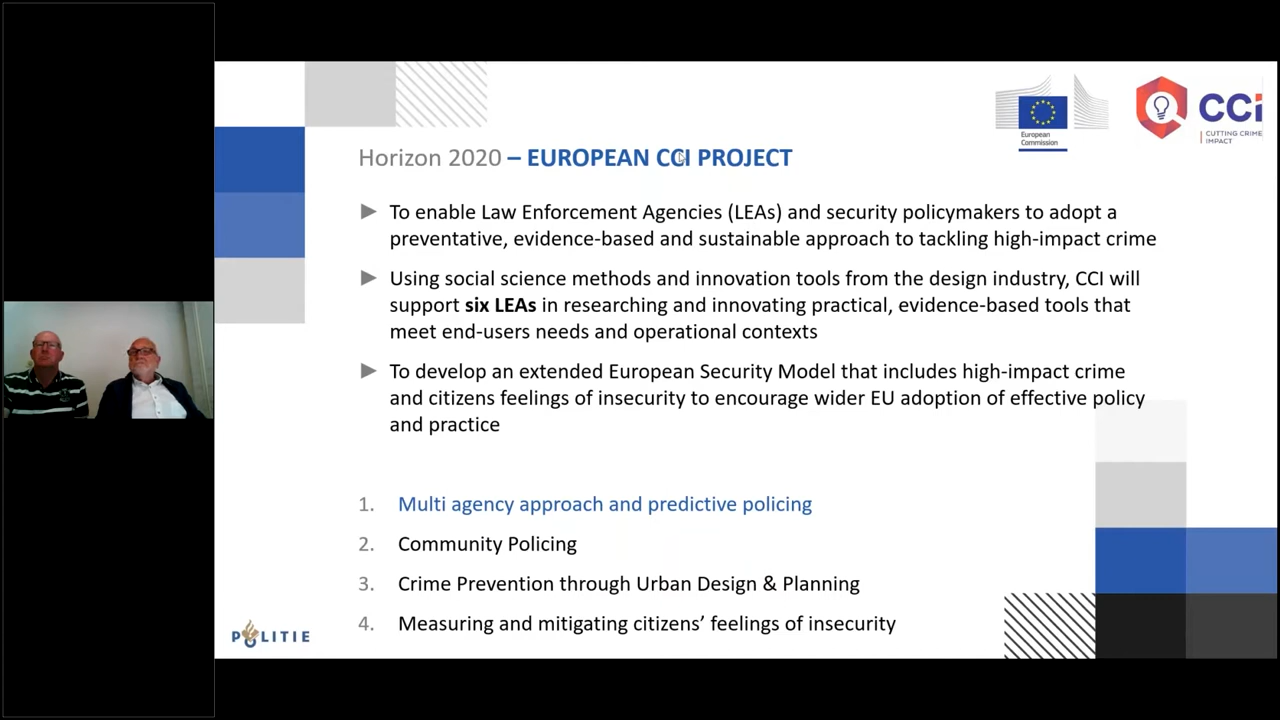 European
Commission
CCi
CUTTING CRIME
IMPACT
Horizon 2020 – EUROPEAN CCI PROJECT
To enable Law Enforcement Agencies (LEAs) and security policymakers to adopt a
preventative, evidence-based and sustainable approach to tackling high-impact crime
Using social science methods and innovation tools from the design industry, CCI will
support six LEAs in researching and innovating practical, evidence-based tools that
meet end-users needs and operational contexts
To develop an extended European Security Model that includes high-impact crime
and citizens feelings of insecurity to encourage wider EU adoption of effective policy
and practice
1. Multi agency approach and predictive policing
2. Community Policing
3. Crime Prevention through Urban Design & Planning
4. Measuring and mitigating citizens’ feelings of insecurity
POLITIE